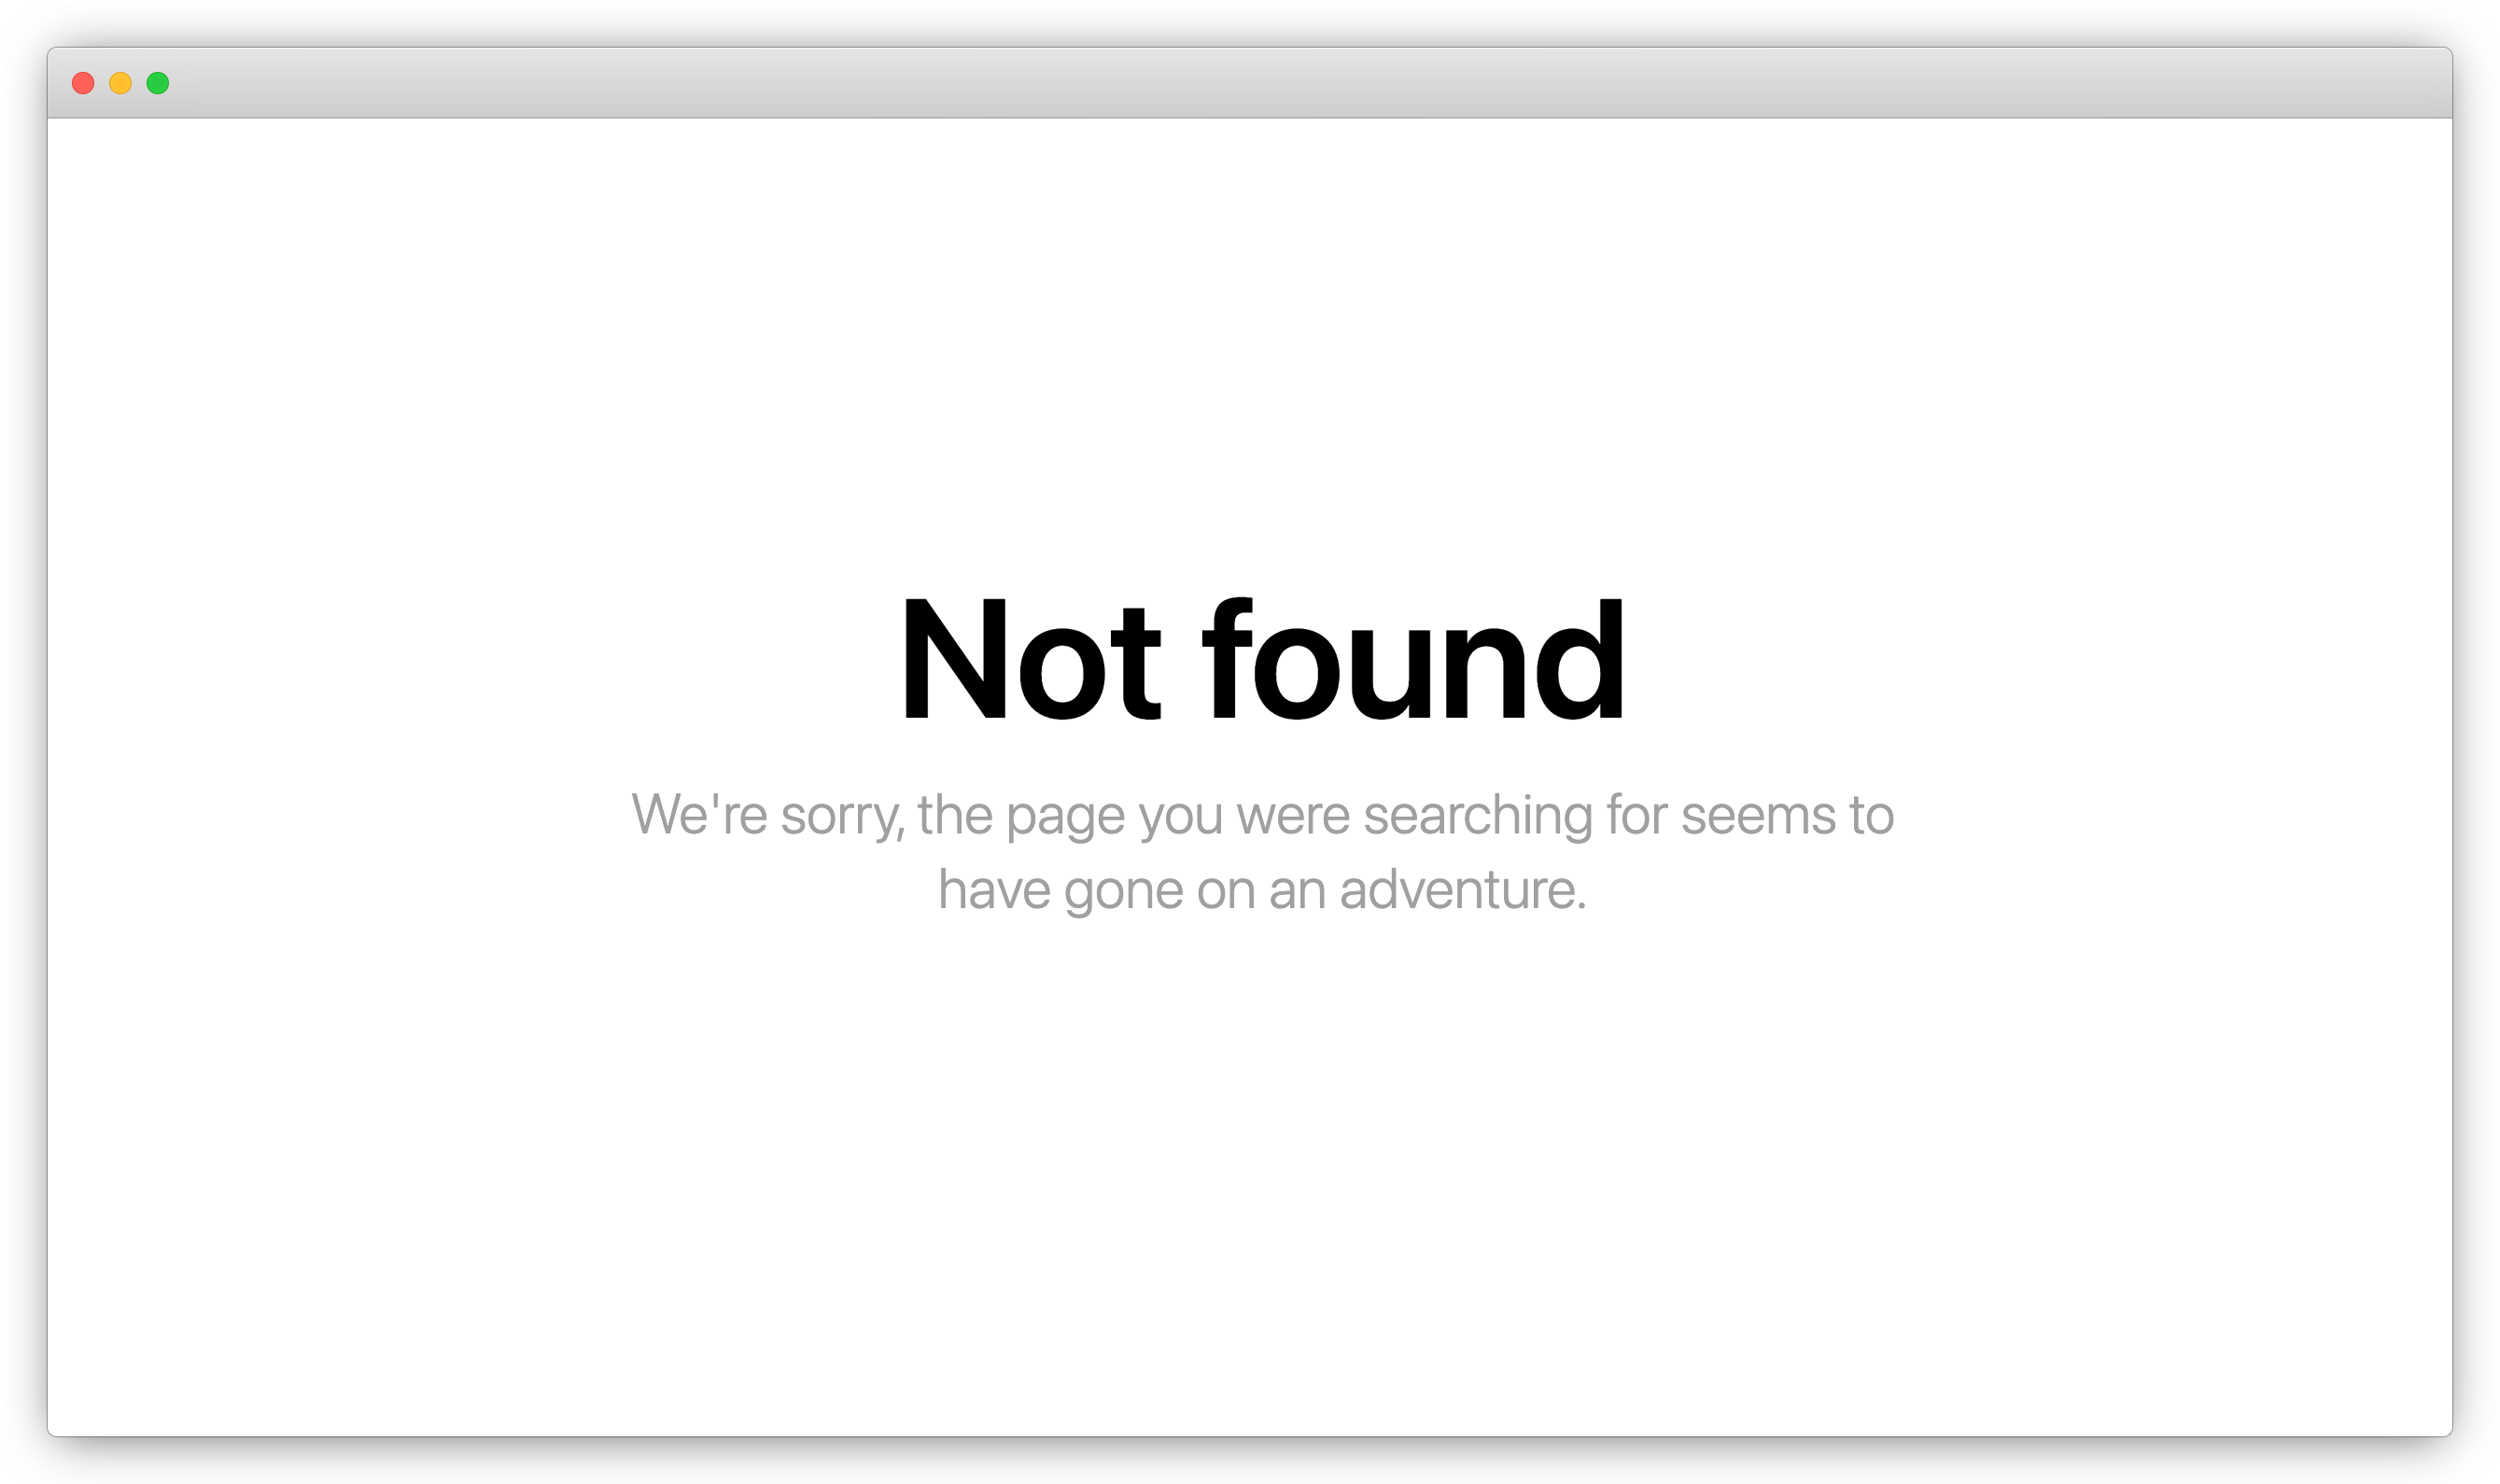 Not found
We're sorry, the page you were searching for seems to
have gone on an adventure.